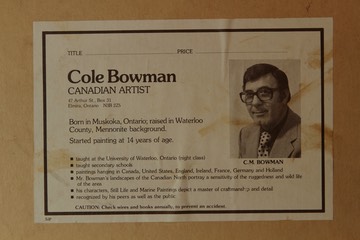 TITLE PRICE
Cole Bowman
CANADIAN ARTIST
Elmira, Ontario
Born in Muskoka, Ontario; raised in Waterloo
County, Mennonite background.
Started painting at 14 years of age.
C.M. BOWMAN
taught at the University of Waterloo, Ontario (night class)
taught secondary schools
paintings hanging in Canada, United States, England, Ireland, France, Germany and Holland
Mr. Bowman's landscapes of the Canadian North portray a sensitivity of the ruggedness and wild life
of the area
his characters, Still Life and Marine Paintings depict a master of craftmanship and detail
recognized by his peers as well as the public
CAUTION: Check wires and hooks annually, to prevent an accident.